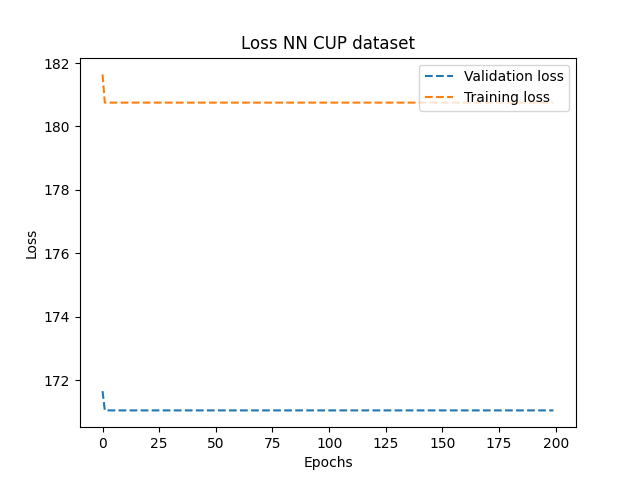 Loss NN CUP dataset
Validation loss
Training loss
182
180
178
176
174
172
Loss
0 25 50 75 100 125 150 175 200
Epochs